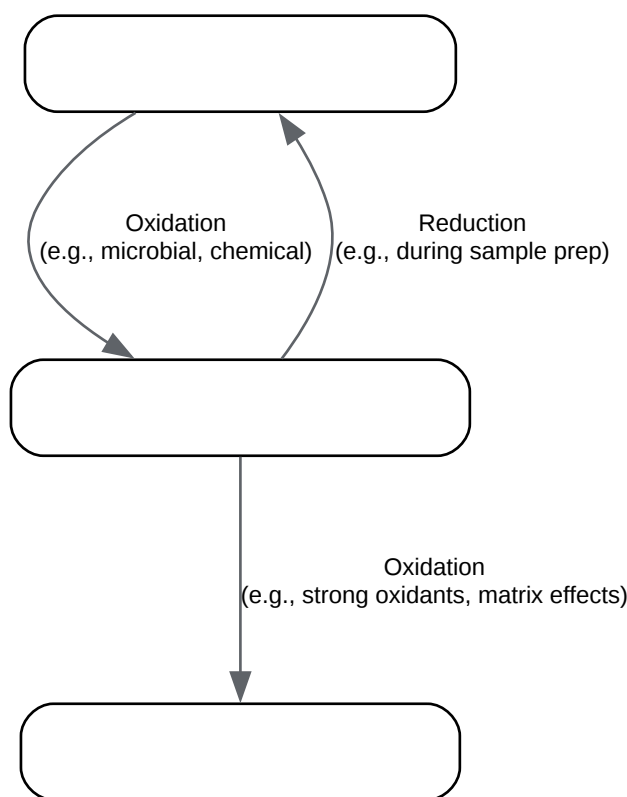 Oxidation
(e.g., microbial, chemical)
Reduction
(e.g., during sample prep)
Oxidation
(e.g., strong oxidants, matrix effects)